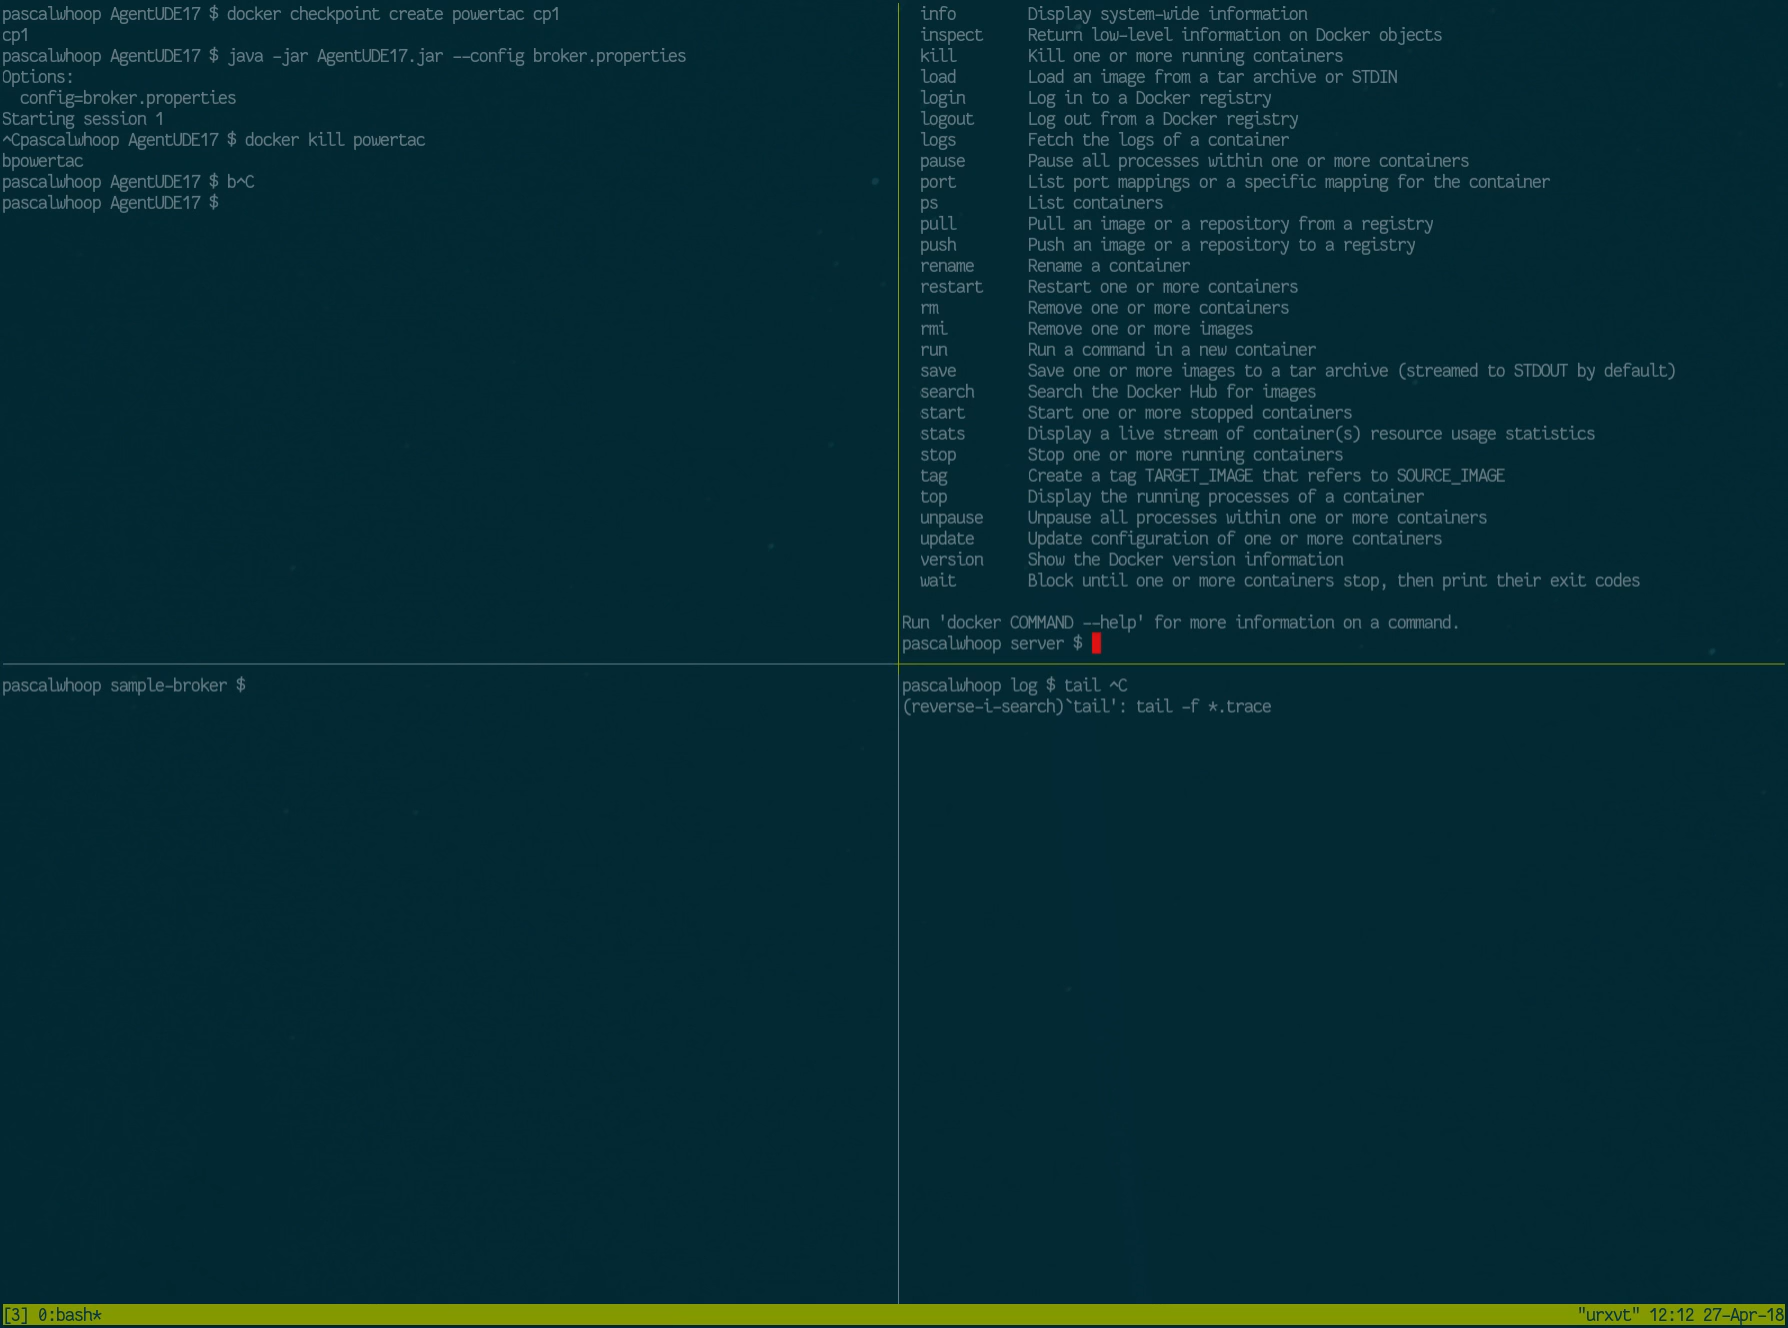 pascalwhoop AgentUDE17 $ docker checkpoint create powertac cp1
cp1
pascalwhoop AgentUDE17 $ java -jar AgentUDE17.jar --config broker.properties
Options:
  config=broker.properties
Starting session 1
^Cpascalwhoop AgentUDE17 $ docker kill powertac
bpowertac
pascalwhoop AgentUDE17 $ b^C
pascalwhoop AgentUDE17 $
  info        Display system-wide information
  inspect     Return low-level information on Docker objects
  kill        Kill one or more running containers
  load        Load an image from a tar archive or STDIN
  login       Log in to a Docker registry
  logout      Log out from a Docker registry
  logs        Fetch the logs of a container
  pause       Pause all processes within one or more containers
  port        List port mappings or a specific mapping for the container
  ps          List containers
  pull        Pull an image or a repository from a registry
  push        Push an image or a repository to a registry
  rename      Rename a container
  restart     Restart one or more containers
  rm          Remove one or more containers
  rmi         Remove one or more images
  run         Run a command in a new container
  save        Save one or more images to a tar archive (streamed to STDOUT by default)
  search      Search the Docker Hub for images
  start       Start one or more stopped containers
  stats       Display a live stream of container(s) resource usage statistics
  stop        Stop one or more running containers
  tag         Create a tag TARGET_IMAGE that refers to SOURCE_IMAGE
  top         Display the running processes of a container
  unpause     Unpause all processes within one or more containers
  update      Update configuration of one or more containers
  version     Show the Docker version information
  wait        Block until one or more containers stop, then print their exit codes
Run 'docker COMMAND --help' for more information on a command.
pascalwhoop server $
pascalwhoop sample-broker $
pascalwhoop log $ tail ^C
(reverse-i-search)`tail': tail -f *.trace
[3] 0:bash*
"urxvt" 12:12 27-Apr-18